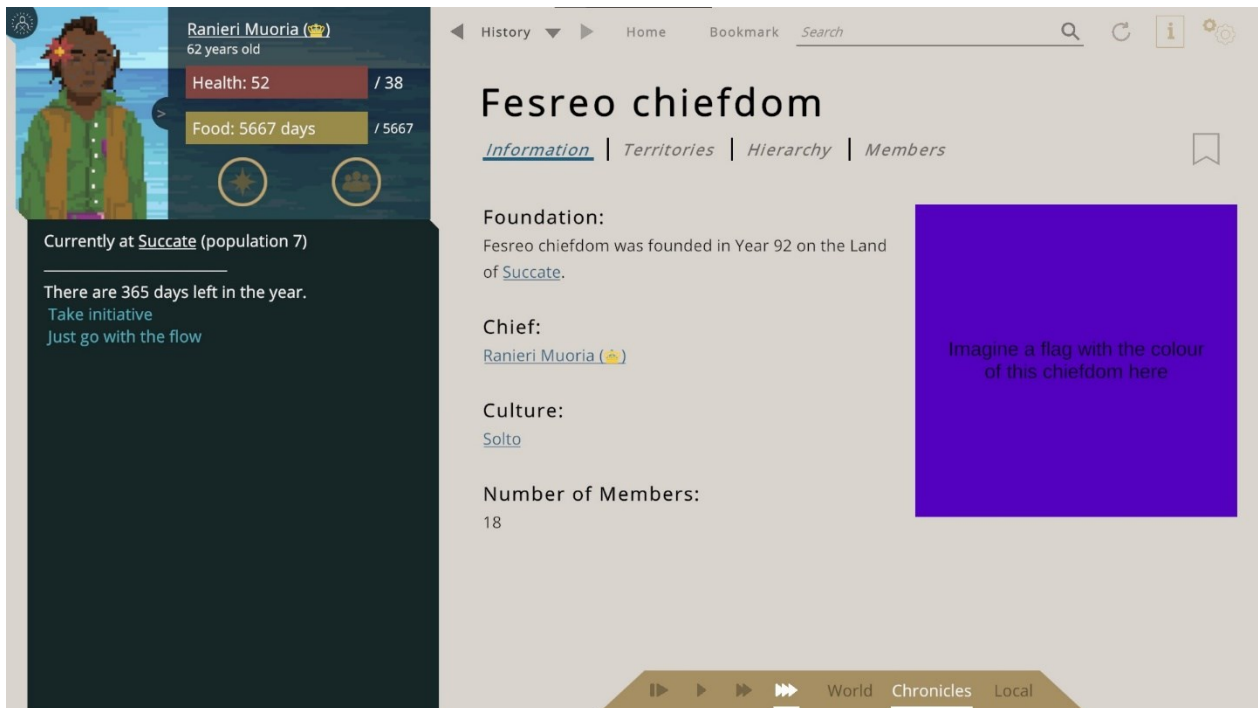 Ranieri Muoria (👑)
62 years old
Health: 52 / 38
Food: 5667 days / 5667
>
Currently at Succate (population 7)
There are 365 days left in the year.
Take initiative
Just go with the flow
History Home Bookmark Search
i
Fesreo chiefdom
Information | Territories | Hierarchy | Members
Foundation:
Fesreo chiefdom was founded in Year 92 on the Land
of Succate.
Chief:
Ranieri Muoria (👑)
Culture:
Solto
Number of Members:
18
Imagine a flag with the colour
of this chiefdom here
World Chronicles Local